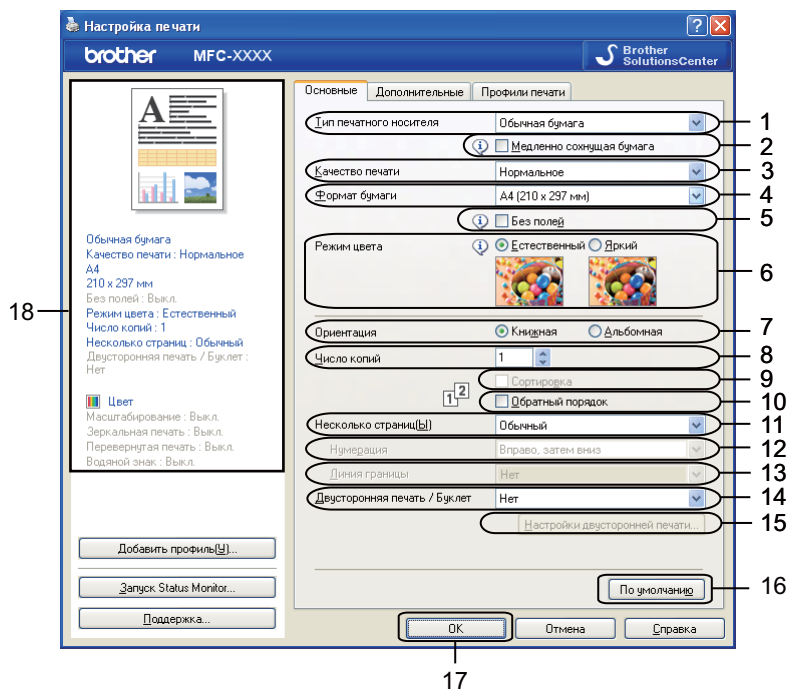 Настройка печати
brother MFC-XXXX
Brother
SolutionsCenter
A
Обычная бумага
Качество печати : Нормальное
A4
210 x 297 мм
Без полей : Выкл.
Режим цвета : Естественный
Число копий : 1
Несколько страниц : Обычный
Двусторонняя печать / Буклет :
Нет
Цвет
Масштабирование : Выкл.
Зеркальная печать : Выкл.
Перевернутая печать : Выкл.
Водяной знак : Выкл.
18
Добавить профиль(У)...
Запуск Status Monitor...
Поддержка...
Основные Дополнительные Профили печати
Тип печатного носителя Обычная бумага 1
Медленно сохнущая бумага 2
Качество печати Нормальное 3
Формат бумаги A4 (210 x 297 мм) 4
Без полей 5
Режим цвета Естественный Яркий 6
Ориентация Книжная Альбомная 7
Число копий 1 8
Сортировка 9
1 2
Обратный порядок 10
Несколько страниц(Ы) Обычный 11
Нумерация Вправо, затем вниз 12
Линия границы Нет 13
Двусторонняя печать / Буклет Нет 14
Настройки двусторонней печати... 15
По умолчанию 16
OK Отмена Справка
17